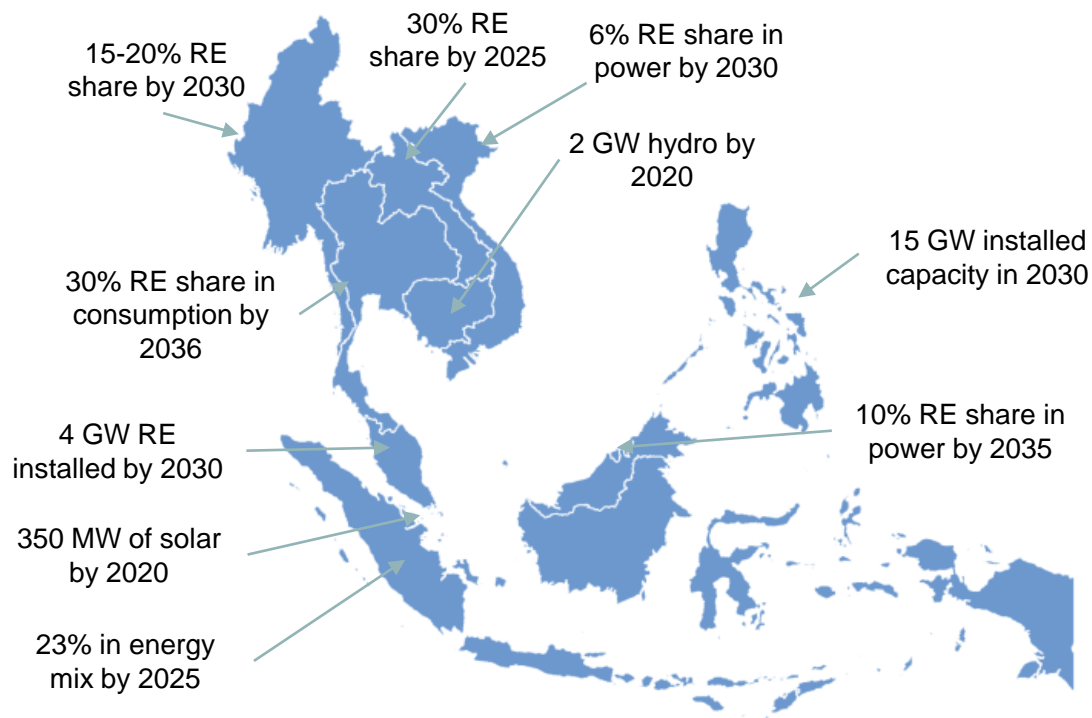 15-20% RE
share by 2030
30% RE
share by 2025
6% RE share in
power by 2030
2 GW hydro by
2020
15 GW installed
capacity in 2030
30% RE share in
consumption by
2036
10% RE share in
power by 2035
4 GW RE
installed by 2030
350 MW of solar
by 2020
23% in energy
mix by 2025